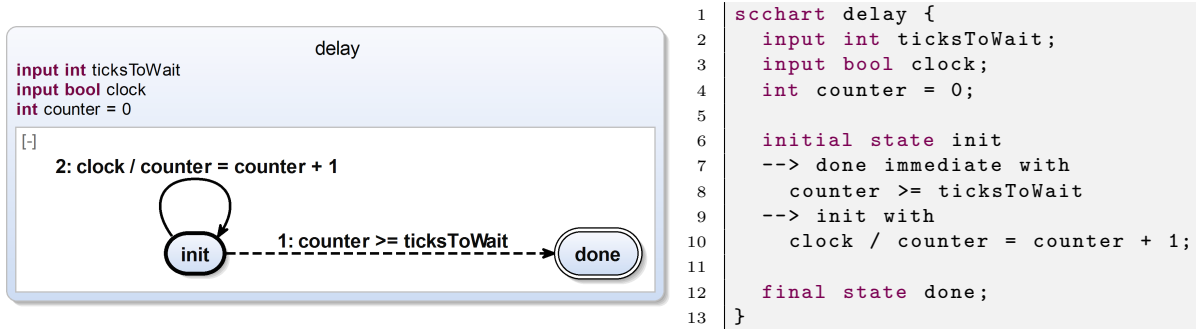 delay
input int ticksToWait
input bool clock
int counter = 0
[-]
2: clock / counter = counter + 1
init
1: counter >= ticksToWait
done
1 scchart delay {
2 input int ticksToWait;
3 input bool clock;
4 int counter = 0;
5
6 initial state init
7 --> done immediate with
8 counter >= ticksToWait
9 --> init with
10 clock / counter = counter + 1;
11
12 final state done;
13 }